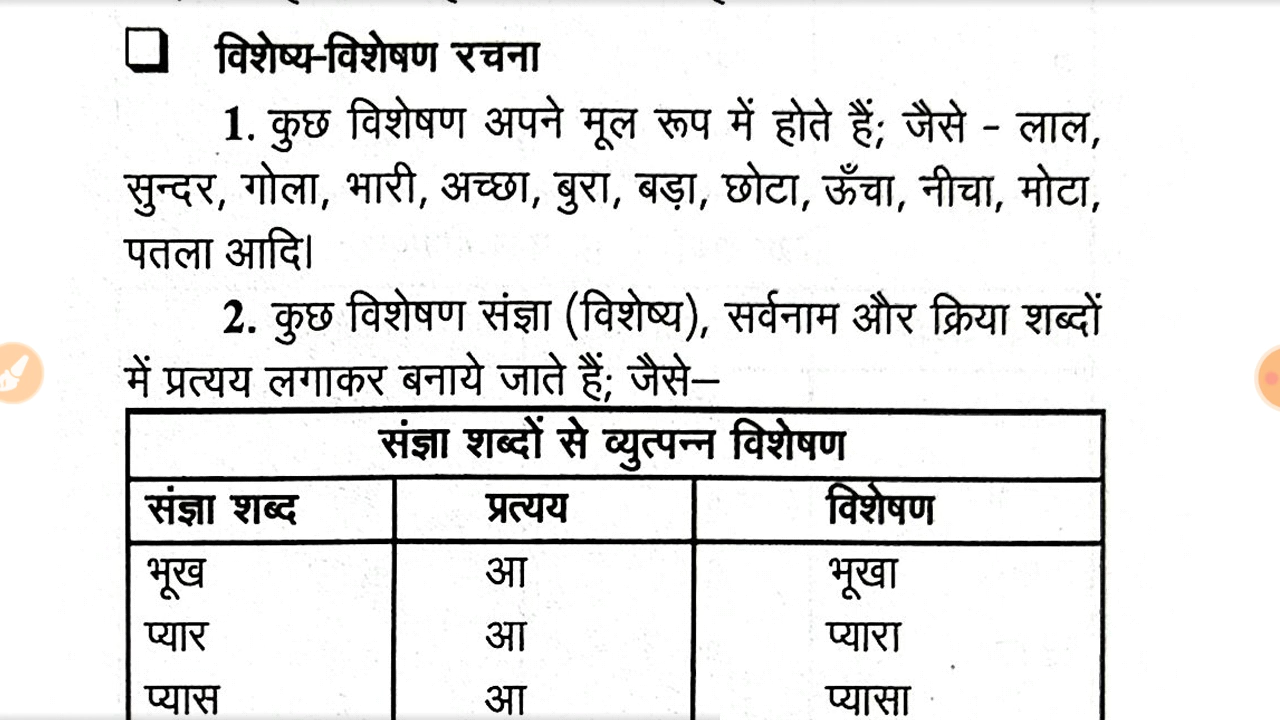 विशेष्य-विशेषण रचना
1. कुछ विशेषण अपने मूल रूप में होते हैं; जैसे - लाल,
सुन्दर, गोला, भारी, अच्छा, बुरा, बड़ा, छोटा, ऊँचा, नीचा, मोटा,
पतला आदि।
2. कुछ विशेषण संज्ञा (विशेष्य), सर्वनाम और क्रिया शब्दों
में प्रत्यय लगाकर बनाये जाते हैं; जैसे–
संज्ञा शब्दों से व्युत्पन्न विशेषण
संज्ञा शब्द प्रत्यय विशेषण
भूख आ भूखा
प्यार आ प्यारा
प्यास आ प्यासा